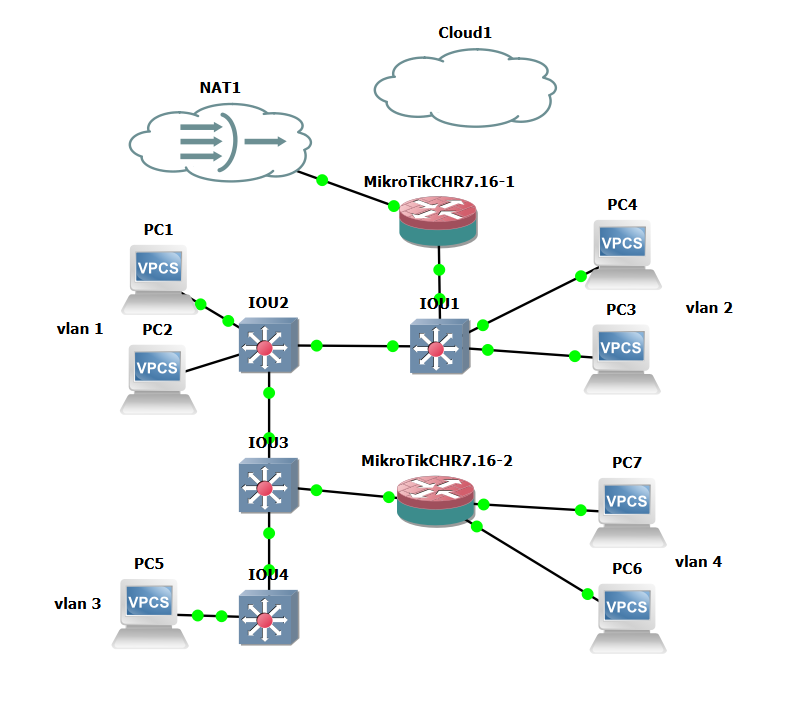 Cloud1
NAT1
MikroTikCHR7.16-1
PC4
VPCS
PC1
VPCS
IOU2
IOU1
vlan 2
PC3
VPCS
vlan 1
PC2
VPCS
IOU3
MikroTikCHR7.16-2
PC7
VPCS
vlan 4
PC5
VPCS
IOU4
PC6
VPCS
vlan 3